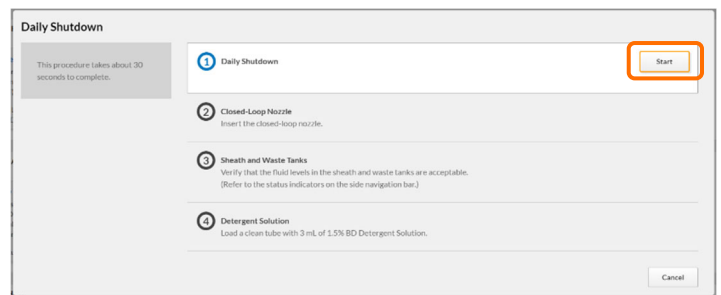 Daily Shutdown
This procedure takes about 30
seconds to complete.
1 Daily Shutdown
Start
2 Closed-Loop Nozzle
Insert the closed-loop nozzle.
3 Sheath and Waste Tanks
Verify that the fluid levels in the sheath and waste tanks are acceptable.
(Refer to the status indicators on the side navigation bar.)
4 Detergent Solution
Load a clean tube with 3 mL of 1.5% BD Detergent Solution.
Cancel